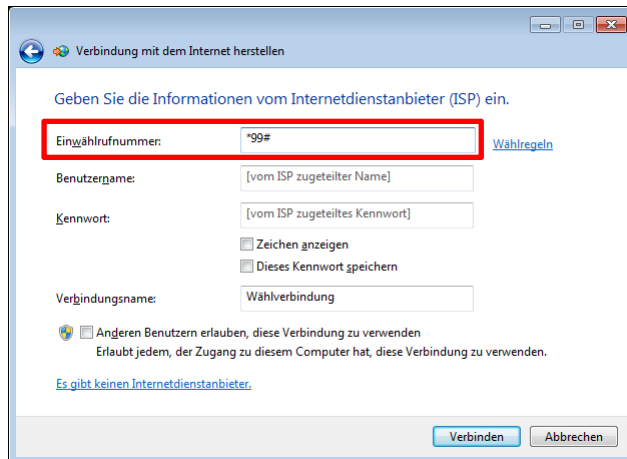 Verbindung mit dem Internet herstellen
Geben Sie die Informationen vom Internetdienstanbieter (ISP) ein.
Einwählrufnummer: *99# Wählregeln
Benutzername: [vom ISP zugeteilter Name]
Kennwort: [vom ISP zugeteiltes Kennwort]
Zeichen anzeigen
Dieses Kennwort speichern
Verbindungsname: Wählverbindung
Anderen Benutzern erlauben, diese Verbindung zu verwenden
Erlaubt jedem, der Zugang zu diesem Computer hat, diese Verbindung zu verwenden.
Es gibt keinen Internetdienstanbieter.
Verbinden Abbrechen